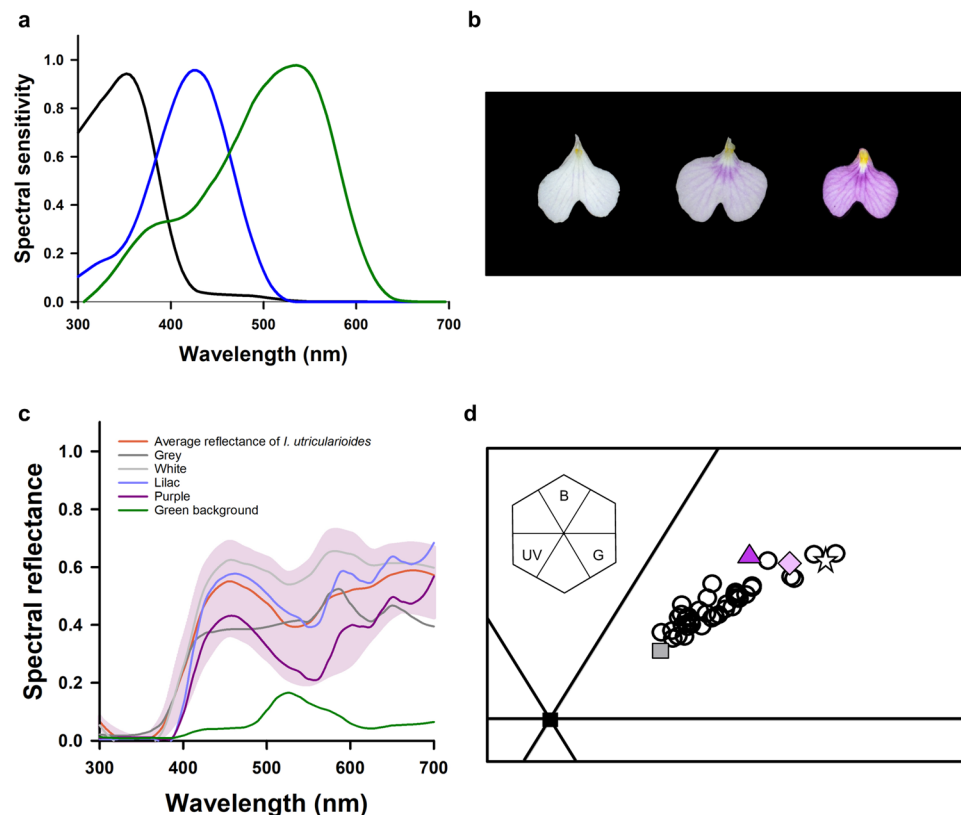 a
Spectral sensitivity
1.0
0.8
0.6
0.4
0.2
0.0
300 400 500 600 700
Wavelength (nm)
b
c
Spectral reflectance
1.0
0.8
0.6
0.4
0.2
0.0
Average reflectance of I. utricularioides
Grey
White
Lilac
Purple
Green background
300 400 500 600 700
Wavelength (nm)
d
B
UV G